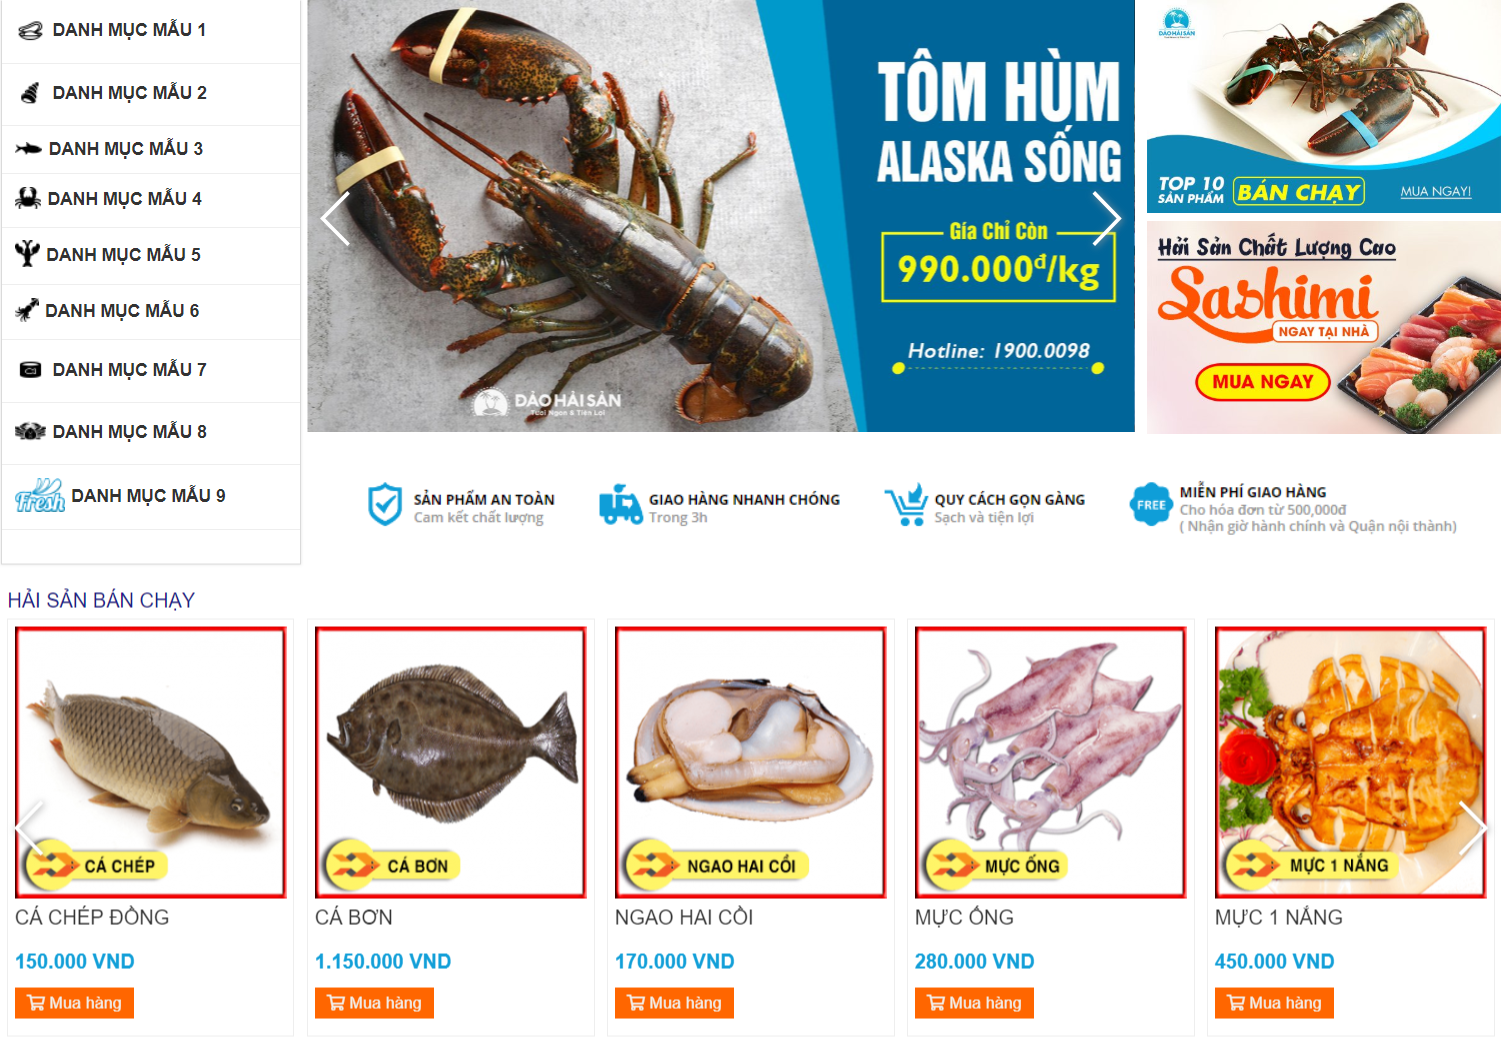 DANH MỤC MẪU 1
DANH MỤC MẪU 2
DANH MỤC MẪU 3
DANH MỤC MẪU 4
DANH MỤC MẪU 5
DANH MỤC MẪU 6
DANH MỤC MẪU 7
DANH MỤC MẪU 8
Fresh
DANH MỤC MẪU 9
TÔM HÙM
ALASKA SỐNG
Gía Chỉ Còn
990.000đ/kg
Hotline: 1900.0098
ĐẢO HẢI SẢN
Tươi Ngon & Tiện Lợi
ĐẢO HẢI SẢN
TOP 10
SẢN PHẨM
BÁN CHẠY
MUA NGAY!
Hải Sản Chất Lượng Cao
Sashimi
NGAY TẠI NHÀ
MUA NGAY
SẢN PHẨM AN TOÀN
Cam kết chất lượng
GIAO HÀNG NHANH CHÓNG
Trong 3h
QUY CÁCH GỌN GÀNG
Sạch và tiện lợi
FREE
MIỄN PHÍ GIAO HÀNG
Cho hóa đơn từ 500,000đ
( Nhận giờ hành chính và Quận nội thành)
HẢI SẢN BÁN CHẠY
CÁ CHÉP
CÁ CHÉP ĐỒNG
150.000 VND
Mua hàng
CÁ BƠN
CÁ BƠN
1.150.000 VND
Mua hàng
NGAO HAI CỒI
NGAO HAI CỒI
170.000 VND
Mua hàng
MỰC ỐNG
MỰC ỐNG
280.000 VND
Mua hàng
MỰC 1 NẮNG
MỰC 1 NẮNG
450.000 VND
Mua hàng